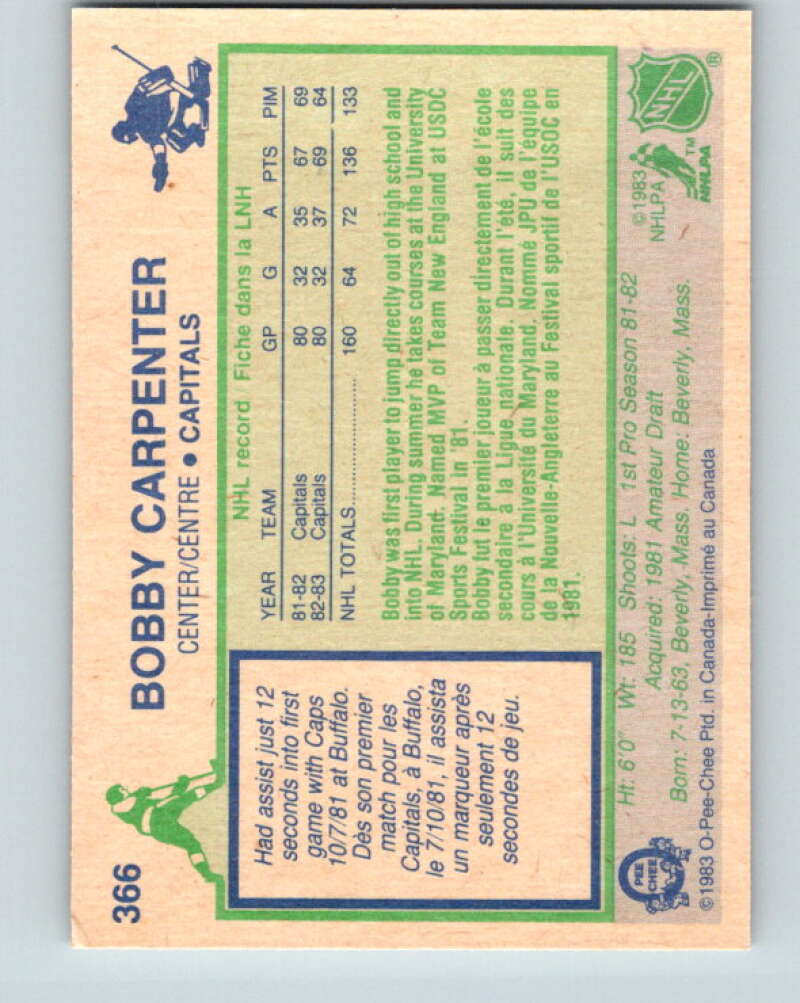 366
BOBBY CARPENTER
CENTER/CENTRE • CAPITALS
Had assist just 12
seconds into first
game with Caps
10/7/81 at Buffalo.
Dès son premier
match pour les
Capitals, à Buffalo,
le 7/10/81, il assista
un marqueur après
seulement 12
secondes de jeu.
NHL record Fiche dans la LNH
YEAR TEAM GP G A PTS PIM
81-82 Capitals 80 32 35 67 69
82-83 Capitals 80 32 37 69 64
NHL TOTALS 160 64 72 136 133
Bobby was first player to jump directly out of high school and
into NHL. During summer he takes courses at the University
of Maryland. Named MVP of Team New England at USOC
Sports Festival in '81.
Bobby fut le premier joueur à passer directement de l'école
secondaire à la Ligue nationale. Durant l'été, il suit des
cours à l'Université du Maryland. Nommé JPU de l'équipe
de la Nouvelle-Angleterre au Festival sportif de l'USOC en
1981.
Ht: 6'0" Wt: 185 Shoots: L 1st Pro Season 81-82
Acquired: 1981 Amateur Draft
Born: 7-13-63, Beverly, Mass. Home: Beverly, Mass.
©1983 O-Pee-Chee Ptd. in Canada-Imprimé au Canada
O
PEE
CHEE
©1983
NHLPA
NHL
®
TM
NHLPA